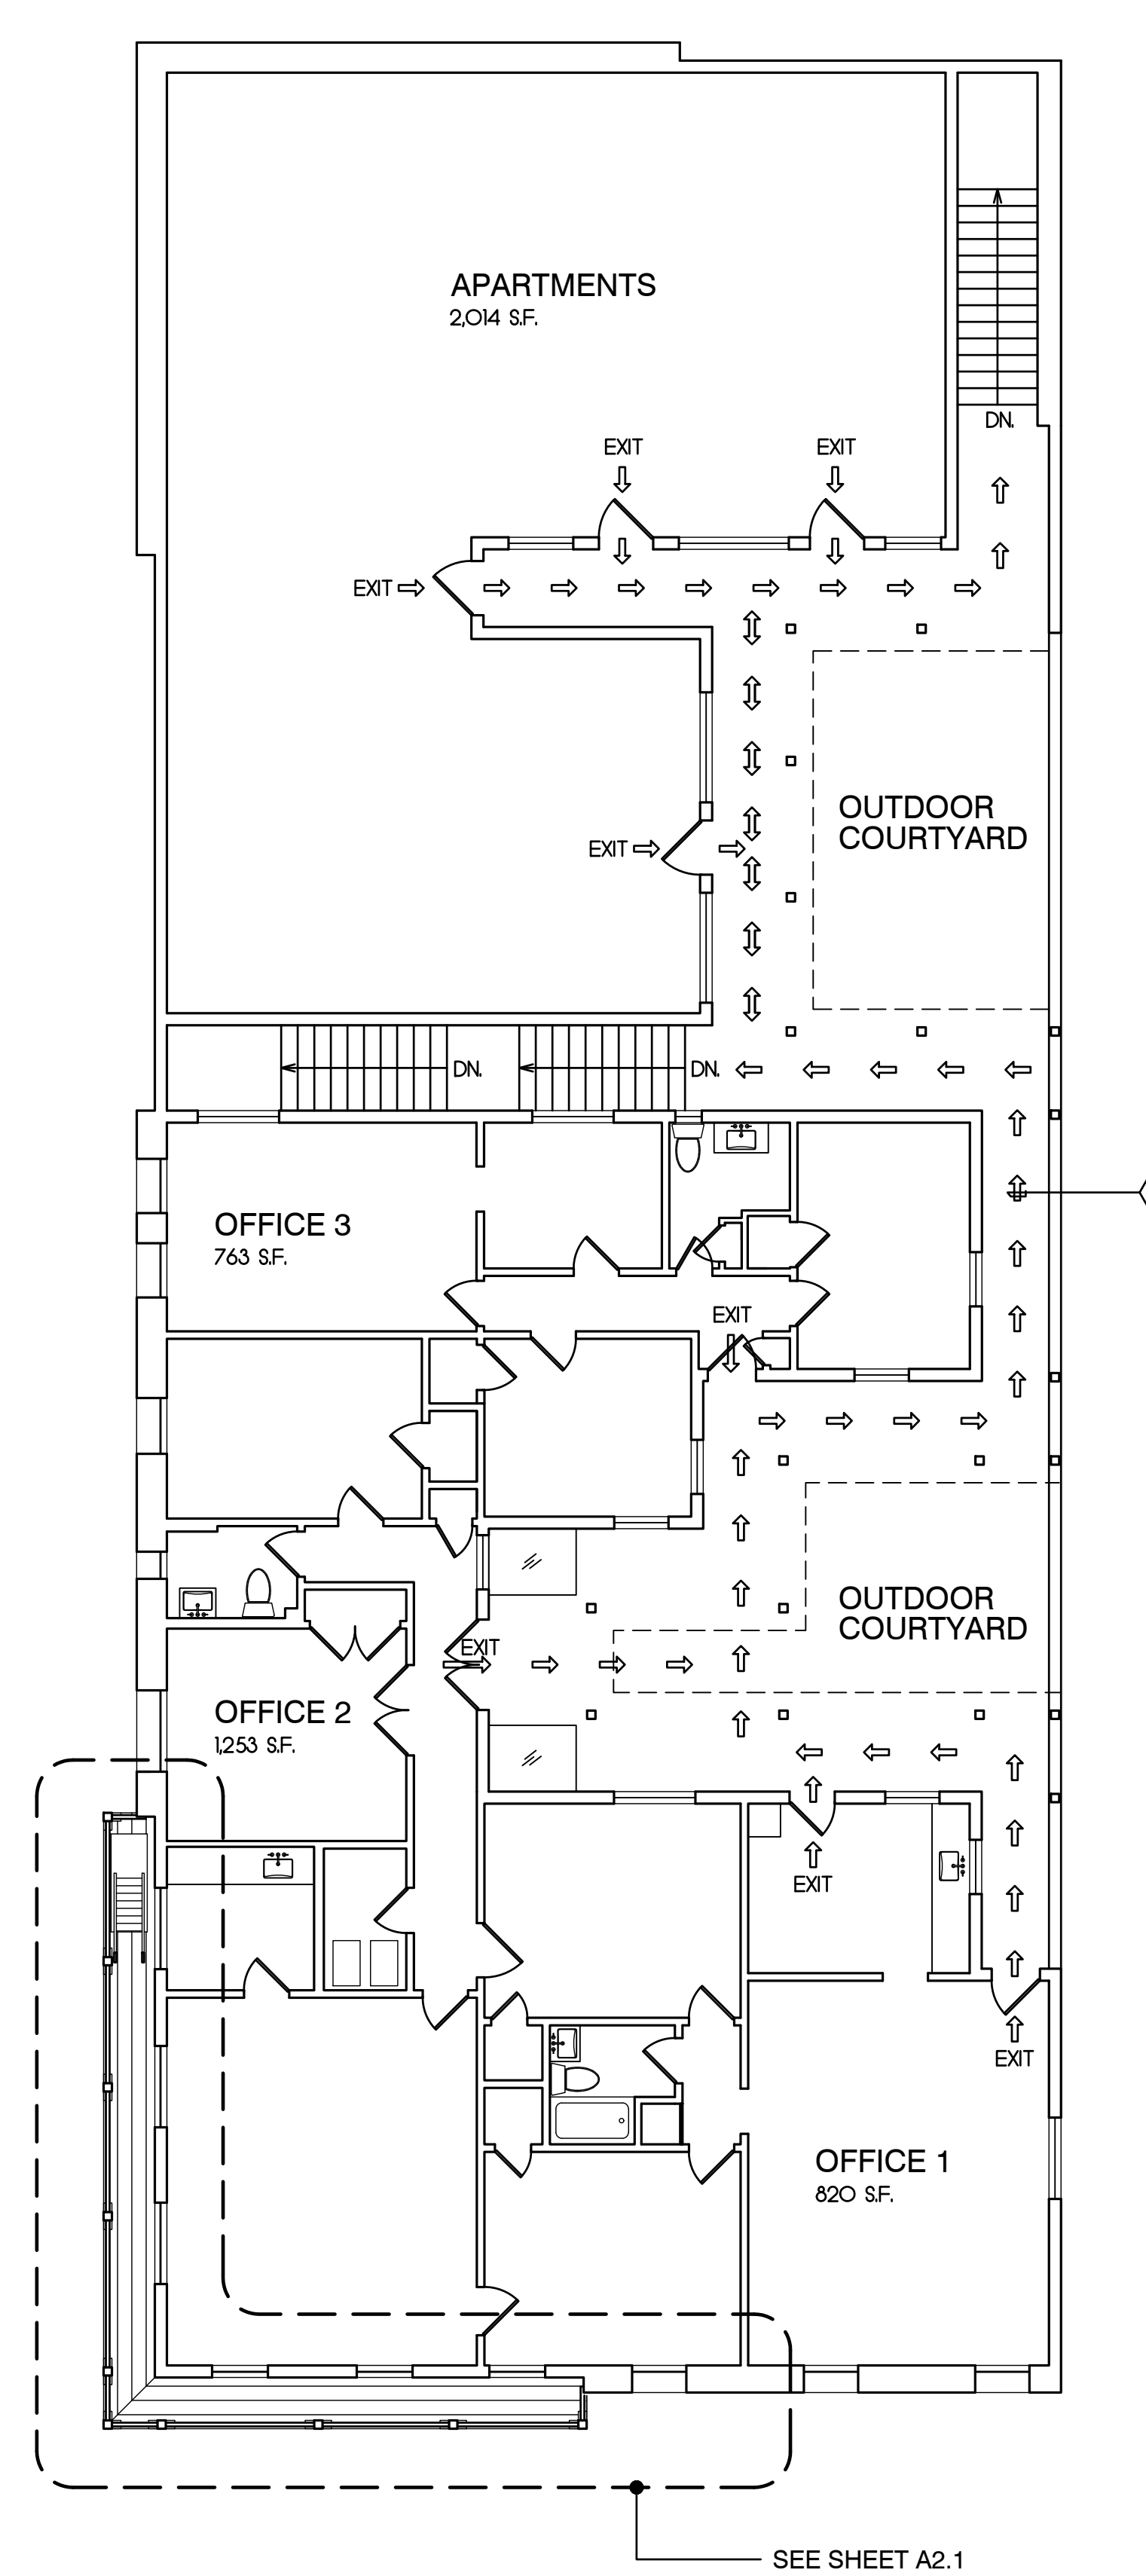 APARTMENTS
2,014 S.F.
DN.
EXIT
EXIT
EXIT
OUTDOOR
COURTYARD
EXIT
DN.
DN.
OFFICE 3
763 S.F.
EXIT
OUTDOOR
COURTYARD
EXIT
OFFICE 2
1,253 S.F.
EXIT
EXIT
OFFICE 1
820 S.F.
SEE SHEET A2.1